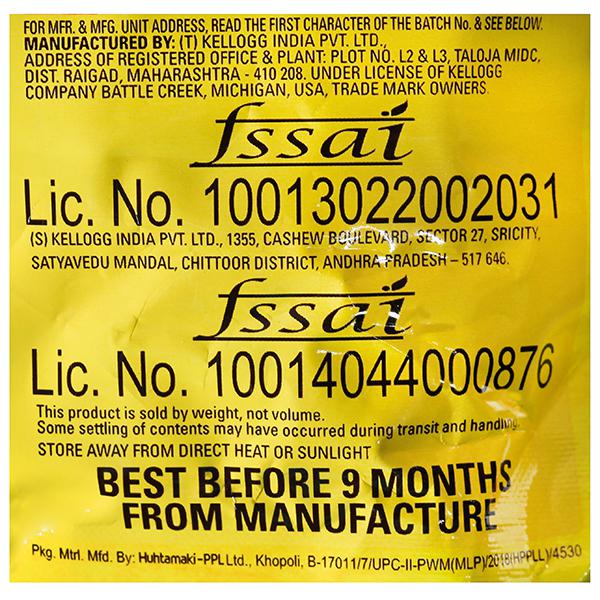 FOR MFR. & MFG. UNIT ADDRESS, READ THE FIRST CHARACTER OF THE BATCH No. & SEE BELOW.
MANUFACTURED BY: (T) KELLOGG INDIA PVT. LTD.,
ADDRESS OF REGISTERED OFFICE & PLANT: PLOT NO. L2 & L3, TALOJA MIDC,
DIST. RAIGAD, MAHARASHTRA - 410 208. UNDER LICENSE OF KELLOGG
COMPANY BATTLE CREEK, MICHIGAN, USA, TRADE MARK OWNERS.
fssai
Lic. No. 10013022002031
(S) KELLOGG INDIA PVT. LTD., 1355, CASHEW BOULEVARD, SECTOR 27, SRICITY,
SATYAVEDU MANDAL, CHITTOOR DISTRICT, ANDHRA PRADESH – 517 646.
fssai
Lic. No. 10014044000876
This product is sold by weight, not volume.
Some settling of contents may have occurred during transit and handling.
STORE AWAY FROM DIRECT HEAT OR SUNLIGHT
BEST BEFORE 9 MONTHS
FROM MANUFACTURE
Pkg. Mtrl. Mfd. By: Huhtamaki-PPL Ltd., Khopoli, B-17011/7/UPC-II-PWM(MLP)/2018(HPPLL)/4530